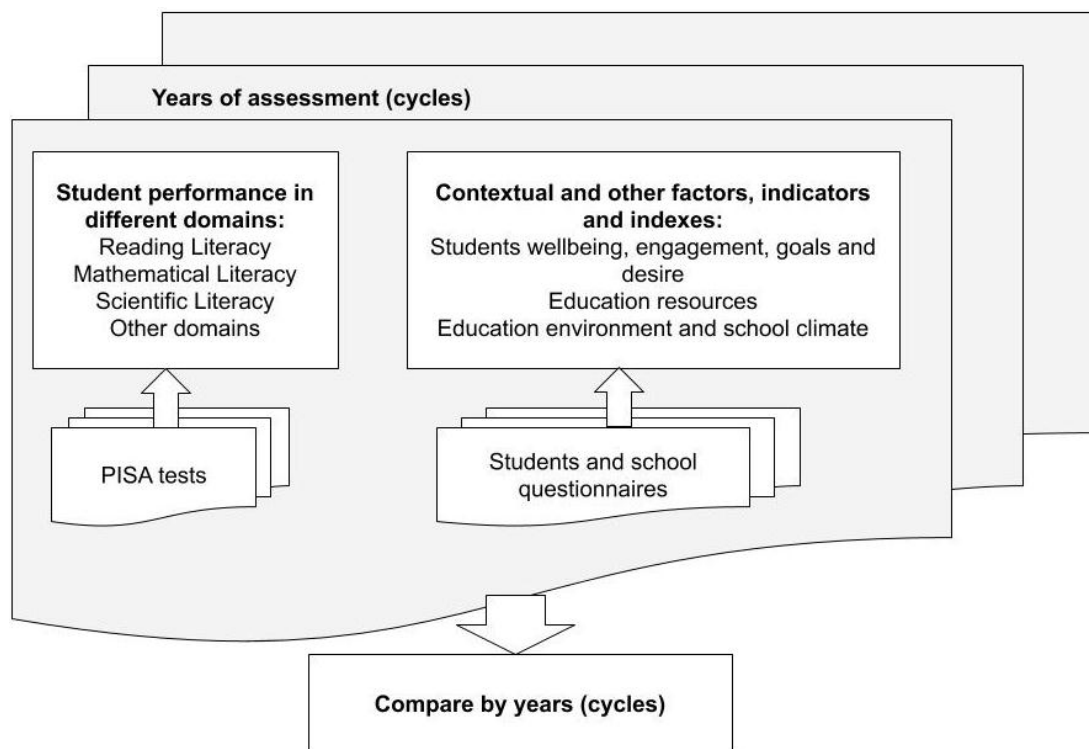 Years of assessment (cycles)
Student performance in
different domains:
Reading Literacy
Mathematical Literacy
Scientific Literacy
Other domains
Contextual and other factors, indicators
and indexes:
Students wellbeing, engagement, goals and
desire
Education resources
Education environment and school climate
PISA tests
Students and school
questionnaires
Compare by years (cycles)